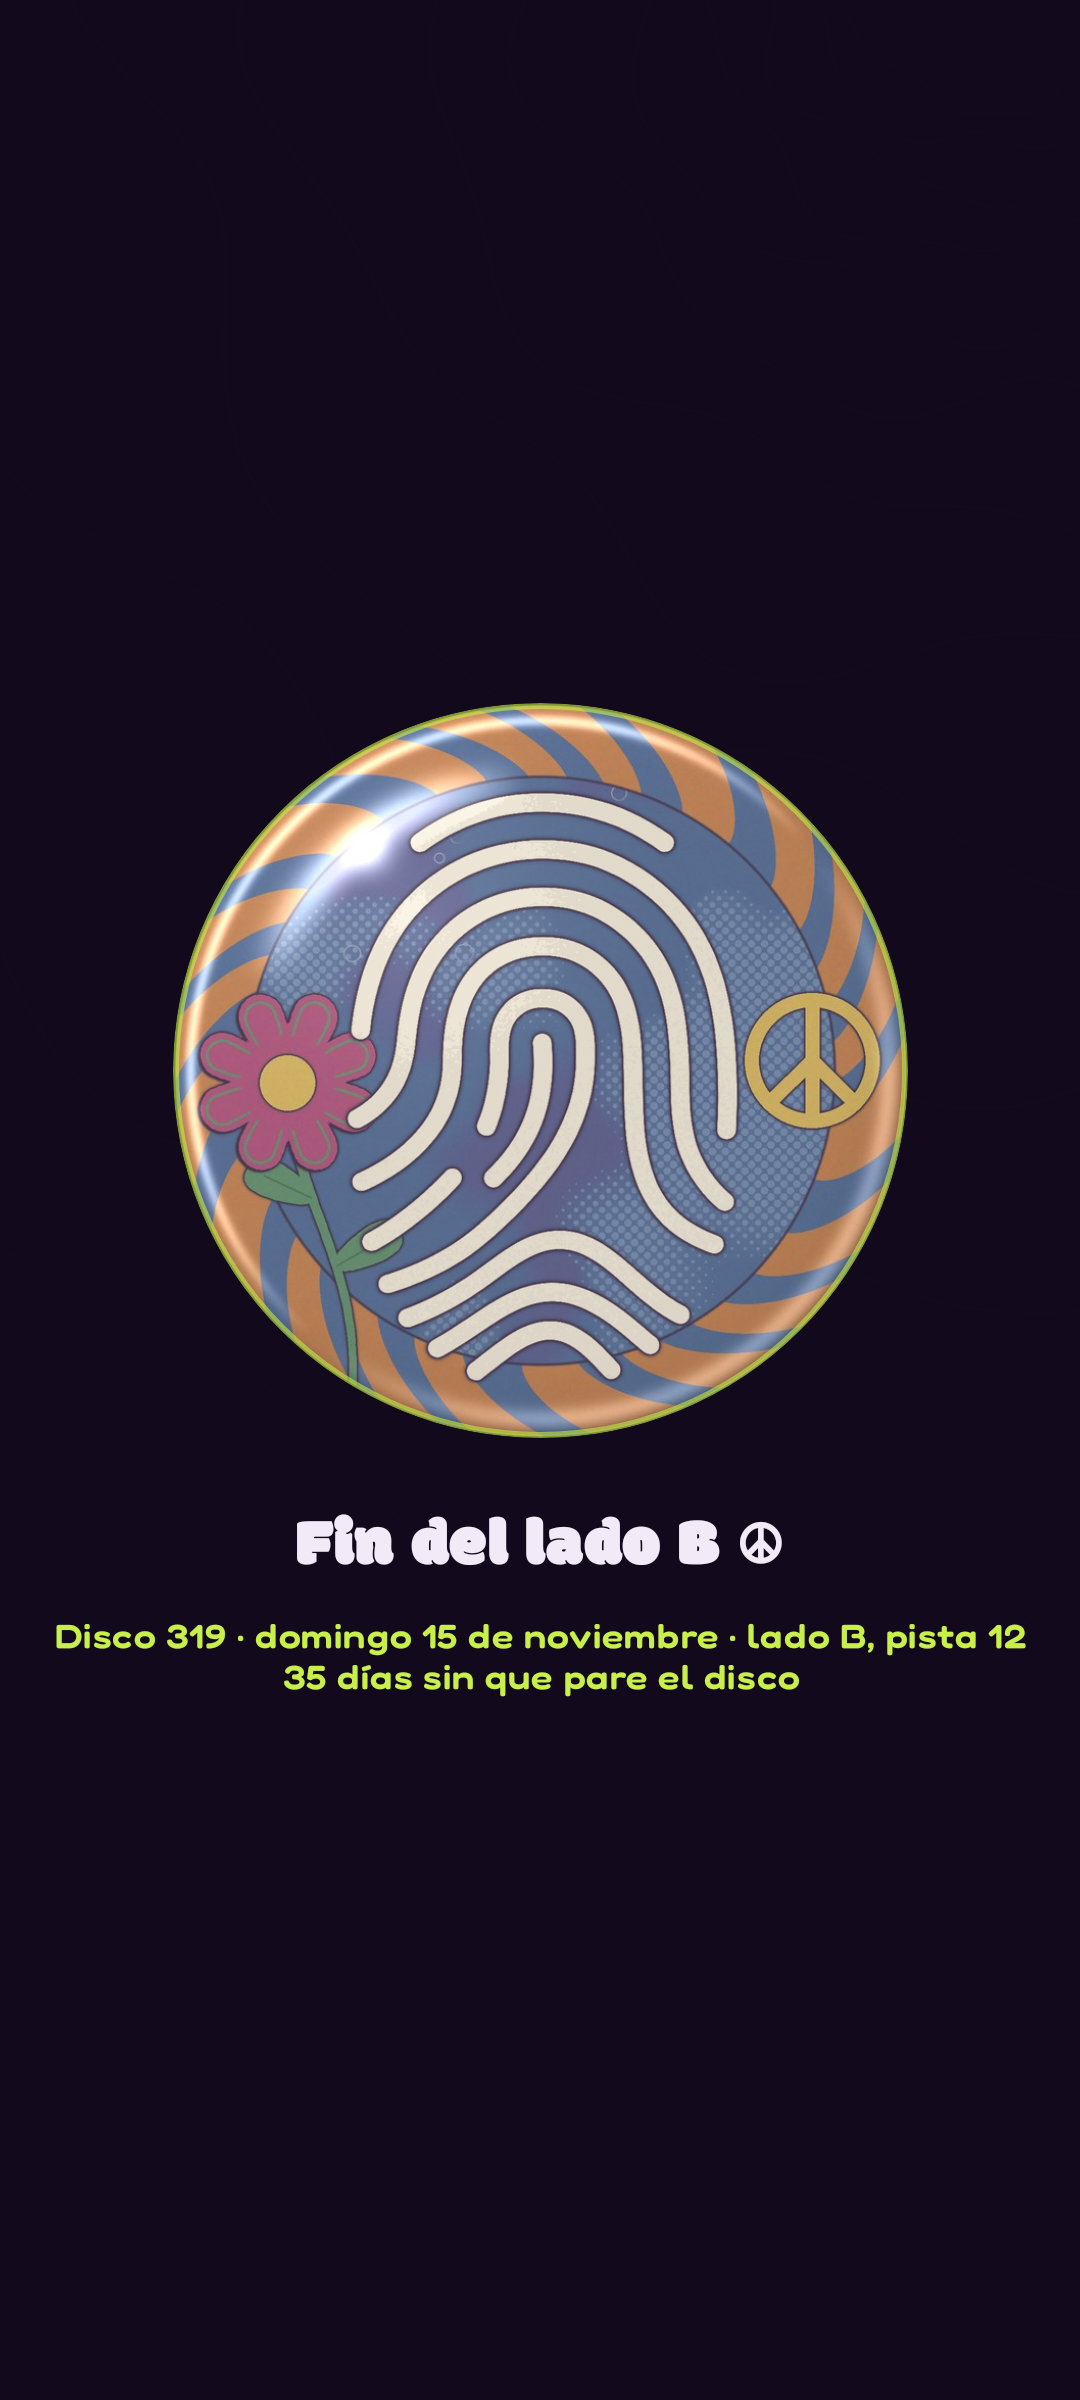 Fin del lado B ☮
Disco 319 · domingo 15 de noviembre · lado B, pista 12
35 días sin que pare el disco